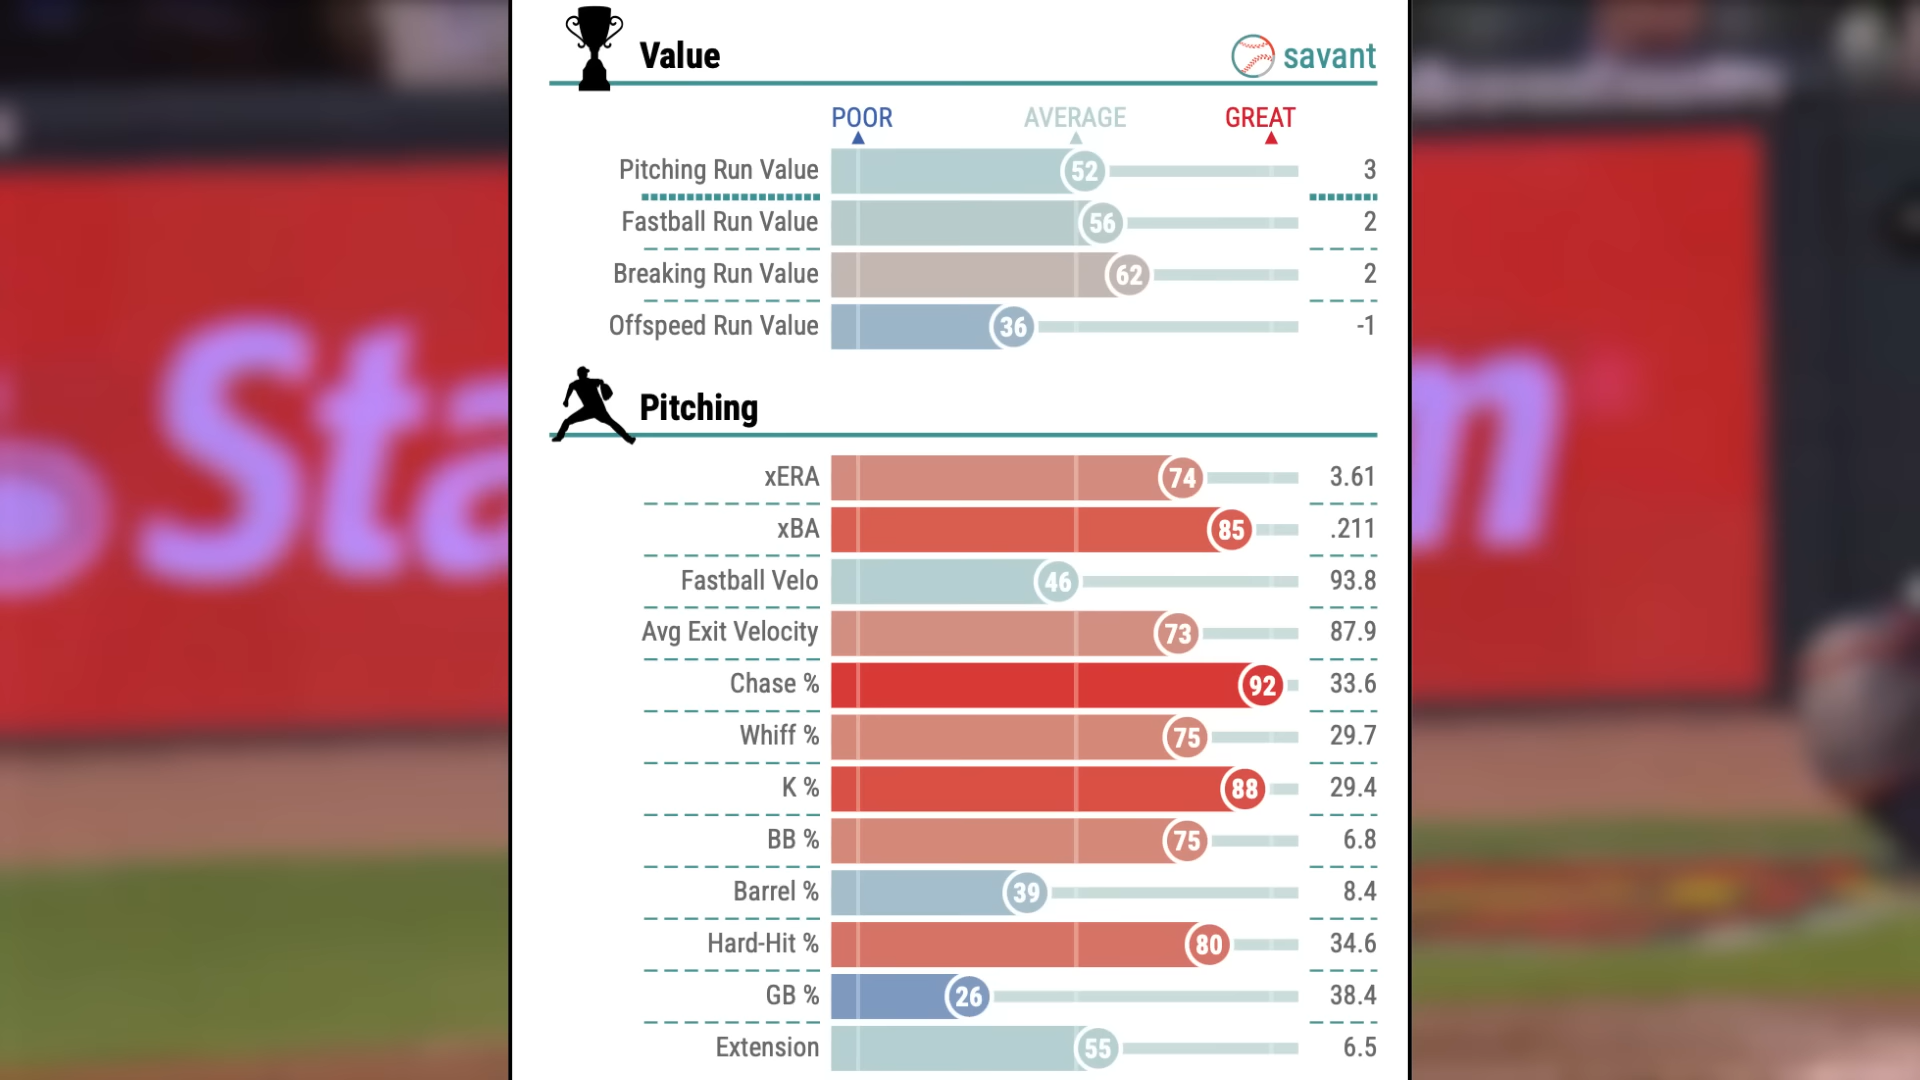 Value
savant
POOR AVERAGE GREAT
Pitching Run Value 52 3
Fastball Run Value 56 2
Breaking Run Value 62 2
Offspeed Run Value 36 -1
Pitching
xERA 74 3.61
xBA 85 .211
Fastball Velo 46 93.8
Avg Exit Velocity 73 87.9
Chase % 92 33.6
Whiff % 75 29.7
K % 88 29.4
BB % 75 6.8
Barrel % 39 8.4
Hard-Hit % 80 34.6
GB % 26 38.4
Extension 55 6.5
Sta
m